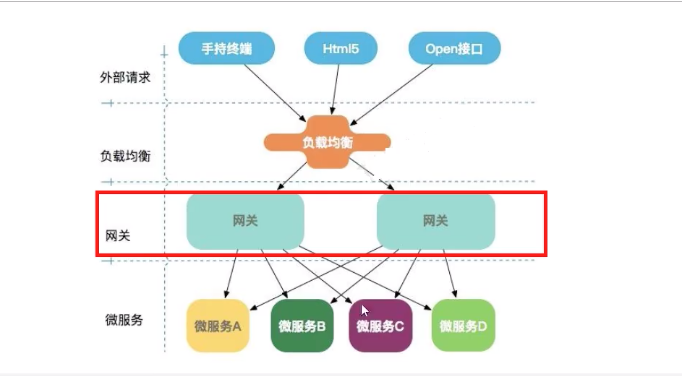 手持终端
Html5
Open接口
外部请求
负载均衡
负载均衡
网关
网关
网关
微服务
微服务A
微服务B
微服务C
微服务D